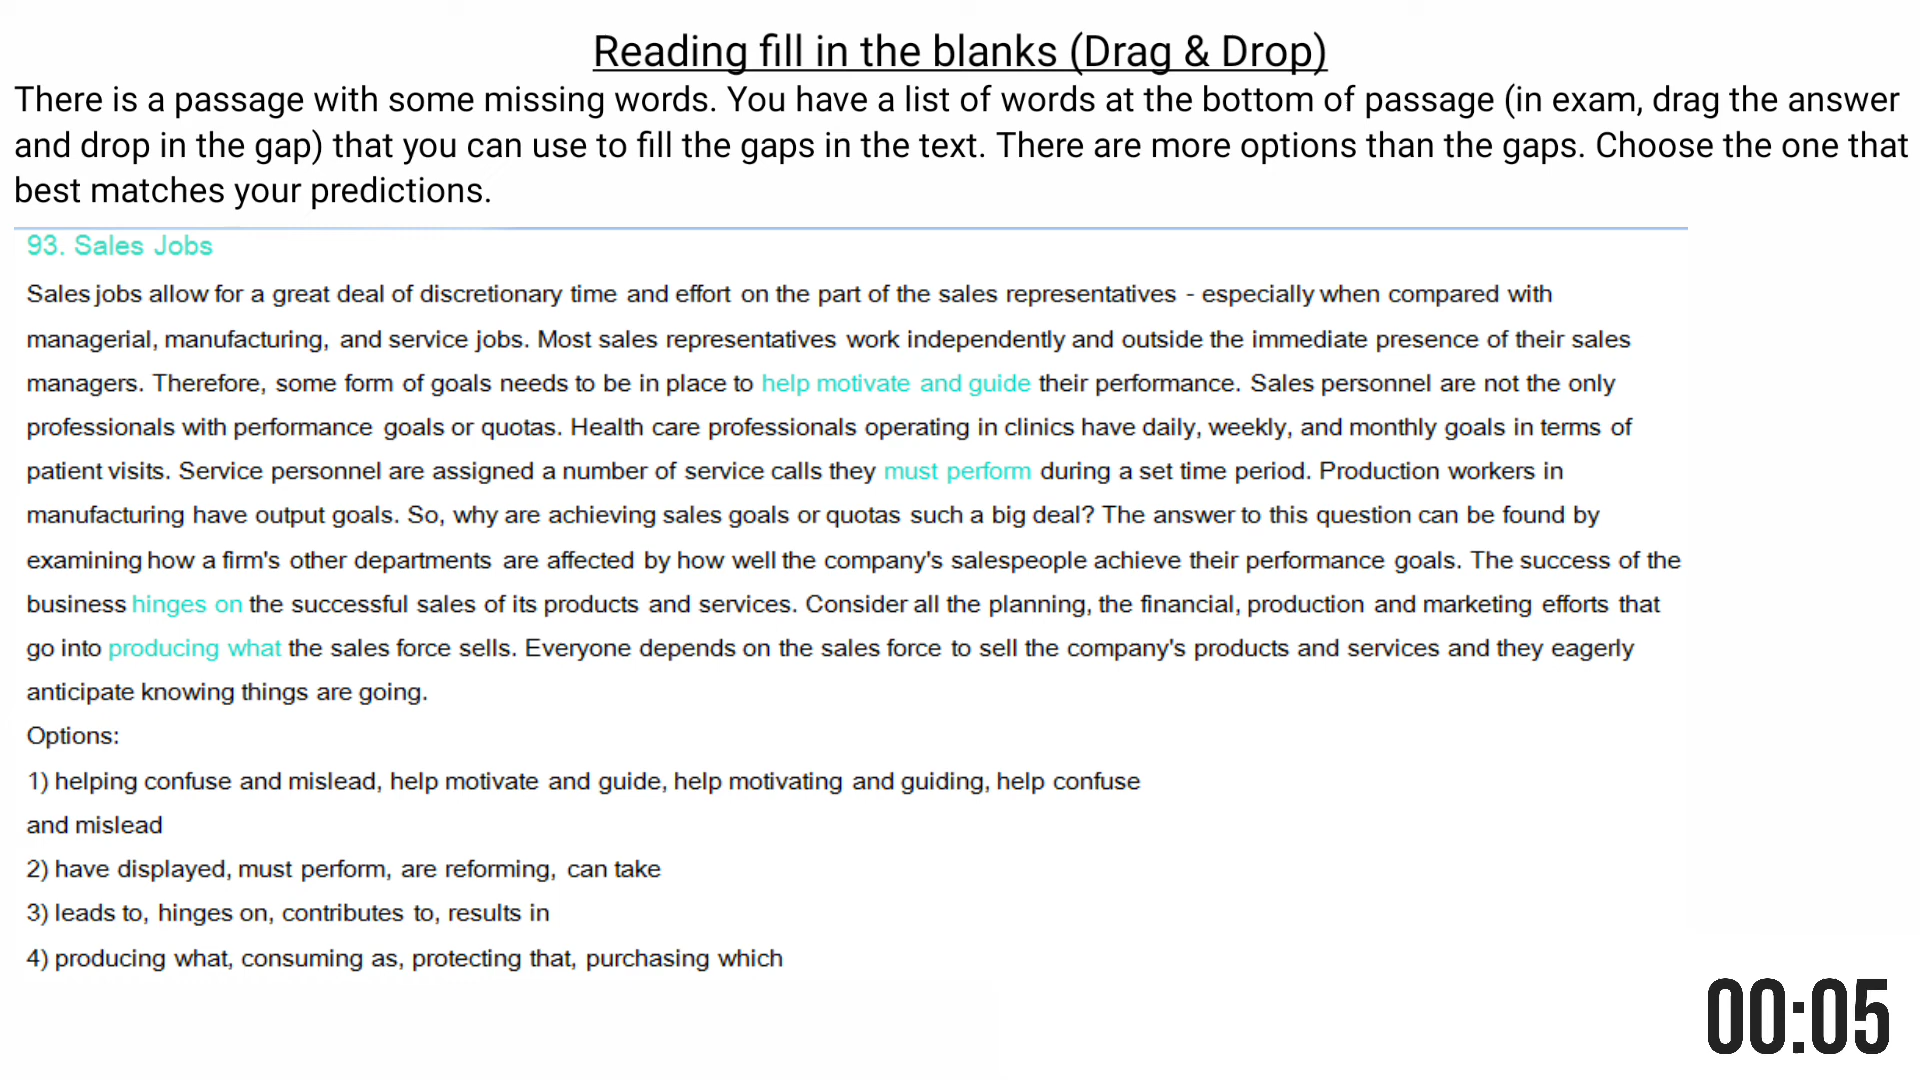 Reading fill in the blanks (Drag & Drop)
There is a passage with some missing words. You have a list of words at the bottom of passage (in exam, drag the answer
and drop in the gap) that you can use to fill the gaps in the text. There are more options than the gaps. Choose the one that
best matches your predictions.
93. Sales Jobs
Sales jobs allow for a great deal of discretionary time and effort on the part of the sales representatives - especially when compared with
managerial, manufacturing, and service jobs. Most sales representatives work independently and outside the immediate presence of their sales
managers. Therefore, some form of goals needs to be in place to help motivate and guide their performance. Sales personnel are not the only
professionals with performance goals or quotas. Health care professionals operating in clinics have daily, weekly, and monthly goals in terms of
patient visits. Service personnel are assigned a number of service calls they must perform during a set time period. Production workers in
manufacturing have output goals. So, why are achieving sales goals or quotas such a big deal? The answer to this question can be found by
examining how a firm's other departments are affected by how well the company's salespeople achieve their performance goals. The success of the
business hinges on the successful sales of its products and services. Consider all the planning, the financial, production and marketing efforts that
go into producing what the sales force sells. Everyone depends on the sales force to sell the company's products and services and they eagerly
anticipate knowing things are going.
Options:
1) helping confuse and mislead, help motivate and guide, help motivating and guiding, help confuse
and mislead
2) have displayed, must perform, are reforming, can take
3) leads to, hinges on, contributes to, results in
4) producing what, consuming as, protecting that, purchasing which
00:05